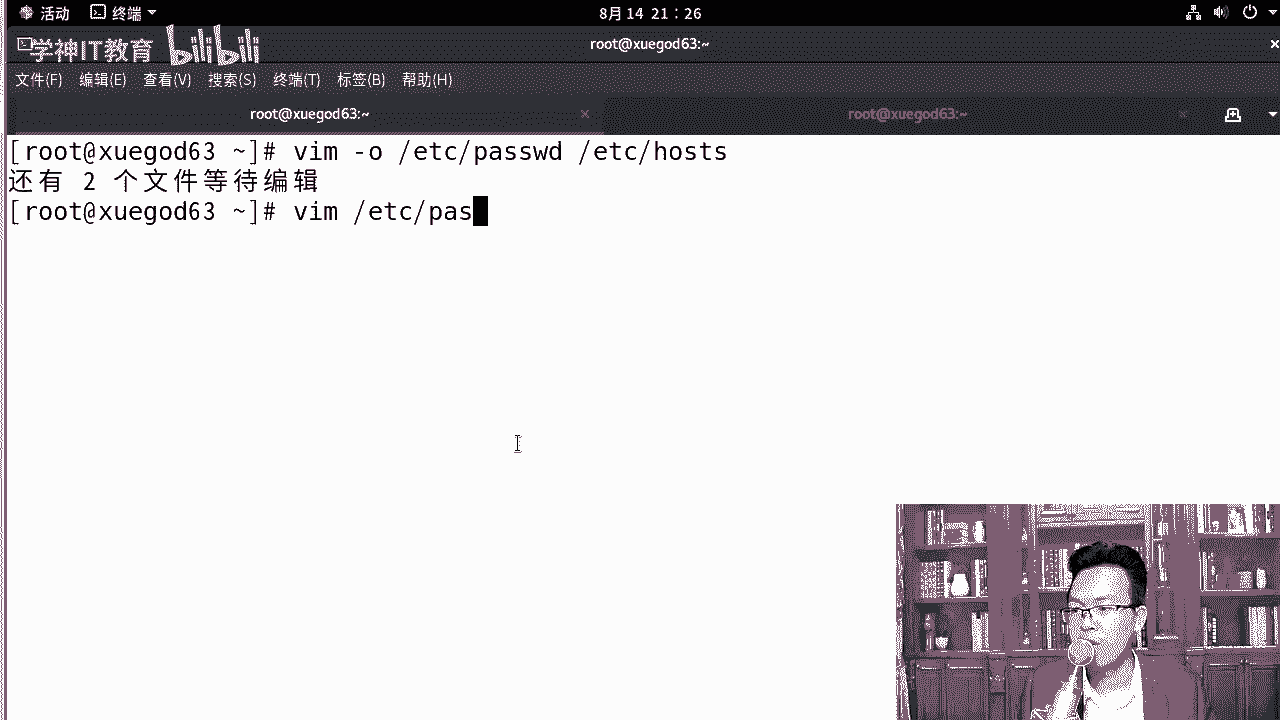 活动 终端 8月14 21：26
学神IT教育 bilibili root@xuegod63:~
文件(F) 编辑(E) 查看(V) 搜索(S) 终端(T) 标签(B) 帮助(H)
root@xuegod63:~ root@xuegod63:~
[root@xuegod63 ~]# vim -o /etc/passwd /etc/hosts
还有 2 个文件等待编辑
[root@xuegod63 ~]# vim /etc/pas